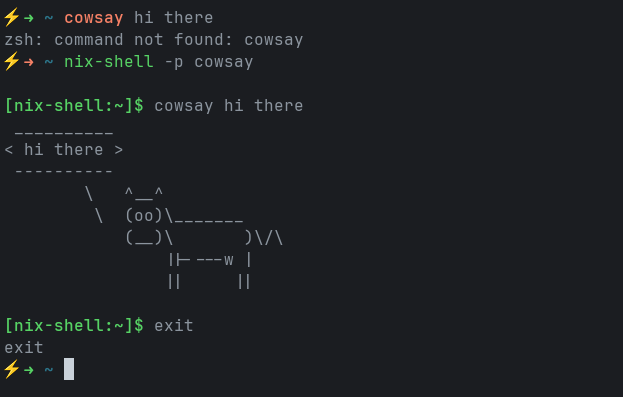 ⚡→ ~ cowsay hi there
zsh: command not found: cowsay
⚡→ ~ nix-shell -p cowsay

[nix-shell:~]$ cowsay hi there
 __________
< hi there >
 ----------
        \   ^__^
         \  (oo)\_______
            (__)\       )\/\
                ||----w |
                ||     ||

[nix-shell:~]$ exit
exit
⚡→ ~